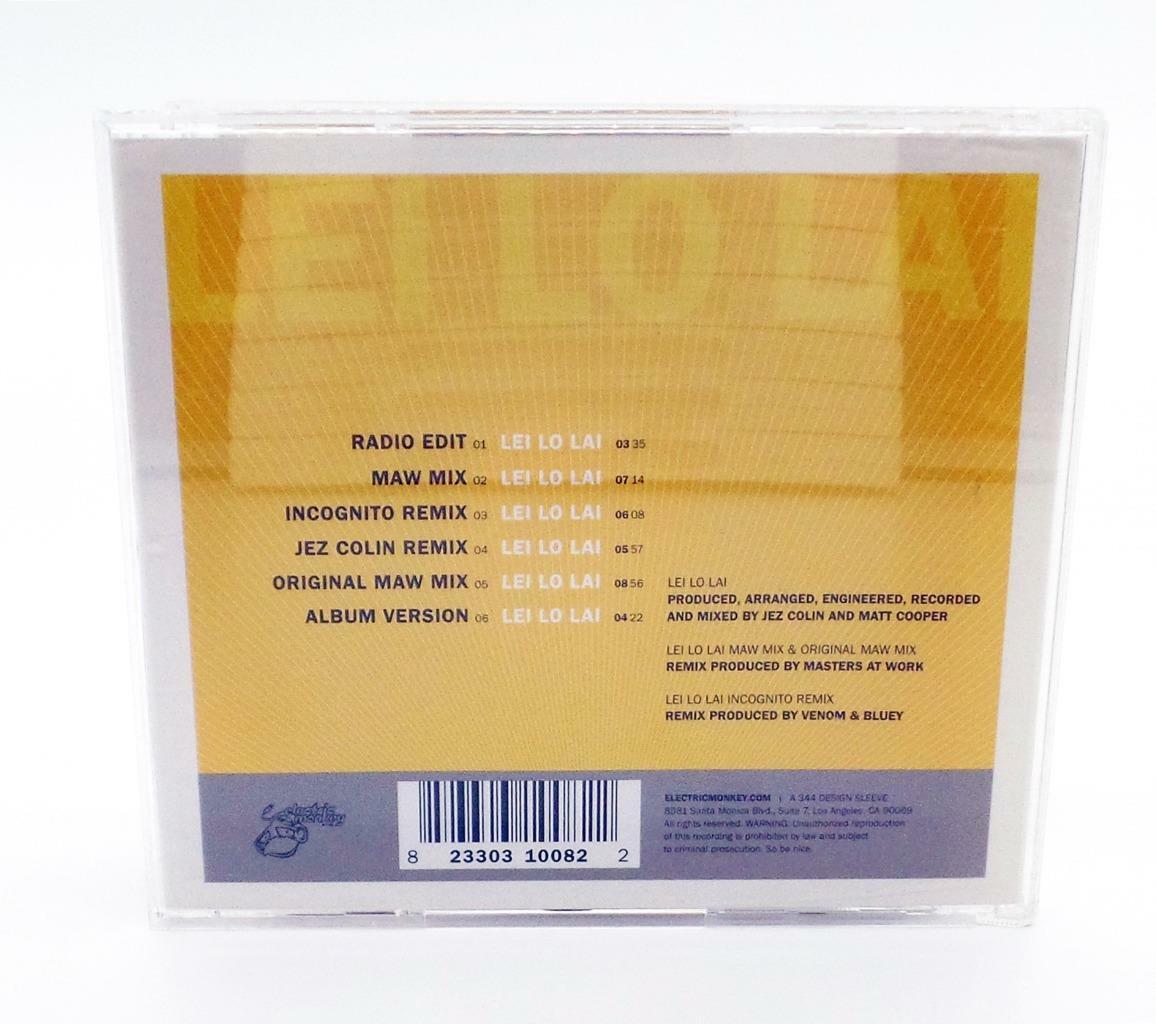 LEI LO LAI
RADIO EDIT 01 LEI LO LAI 03 35
MAW MIX 02 LEI LO LAI 07 14
INCOGNITO REMIX 03 LEI LO LAI 06 08
JEZ COLIN REMIX 04 LEI LO LAI 05 57
ORIGINAL MAW MIX 05 LEI LO LAI 08 56
ALBUM VERSION 06 LEI LO LAI 04 22
LEI LO LAI
PRODUCED, ARRANGED, ENGINEERED, RECORDED
AND MIXED BY JEZ COLIN AND MATT COOPER
LEI LO LAI MAW MIX & ORIGINAL MAW MIX
REMIX PRODUCED BY MASTERS AT WORK
LEI LO LAI INCOGNITO REMIX
REMIX PRODUCED BY VENOM & BLUEY
electric
monkey
8 23303 10082 2
ELECTRICMONKEY.COM | A 344 DESIGN SLEEVE
8581 Santa Monica Blvd., Suite 7, Los Angeles, CA 90069
All rights reserved. WARNING: Unauthorized reproduction
of this recording is prohibited by law and subject
to criminal prosecution. So be nice.